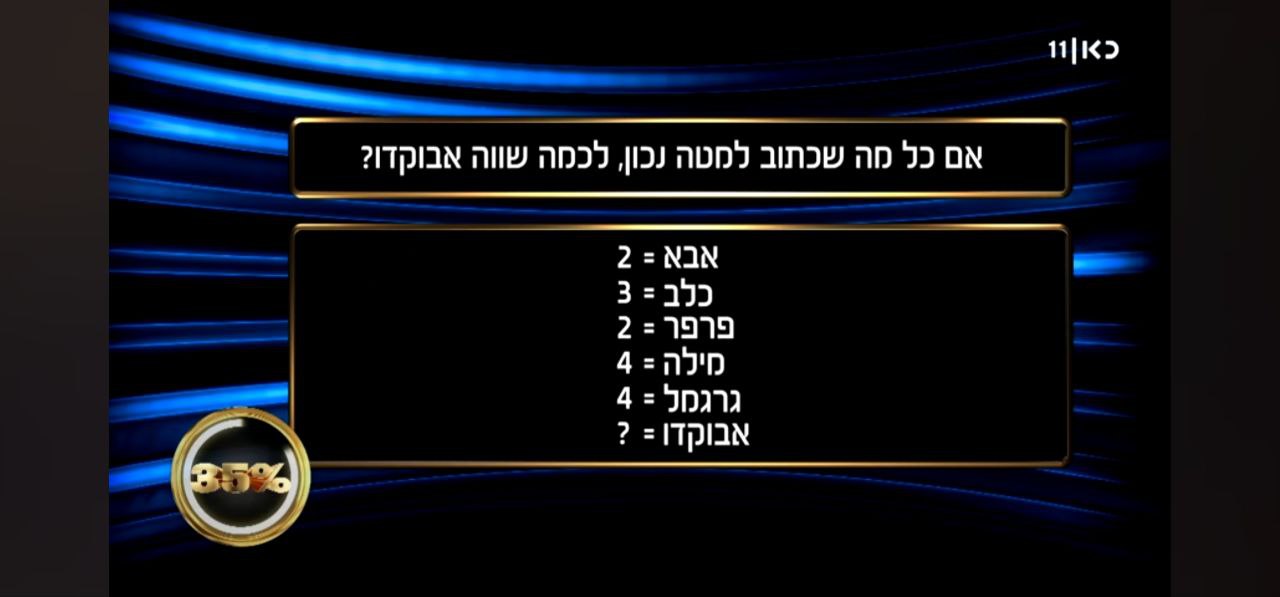 כאן|11
אם כל מה שכתוב למטה נכון, לכמה שווה אבוקדו?
אבא = 2
כלב = 3
פרפר = 2
מילה = 4
גרגמל = 4
אבוקדו = ?
35%